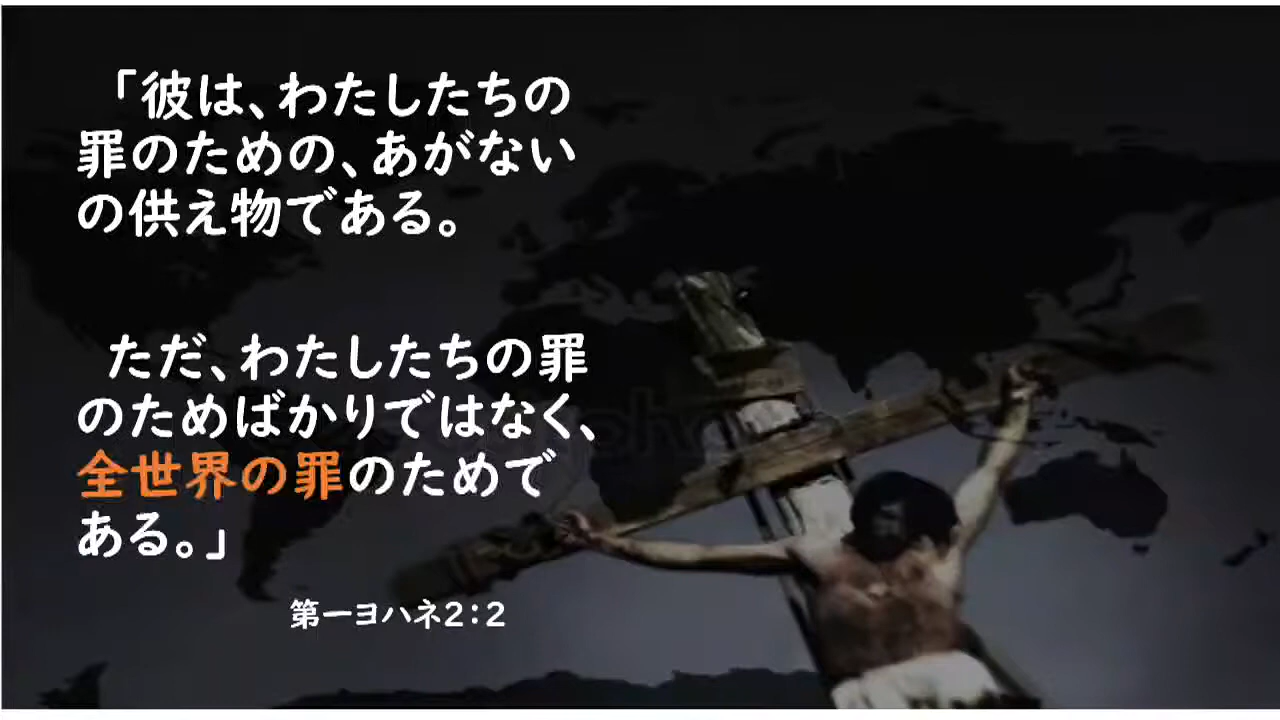 「彼は、わたしたちの
罪のための、あがない
の供え物である。
ただ、わたしたちの罪
のためばかりではなく、
全世界の罪のためで
ある。」
第一ヨハネ2：2